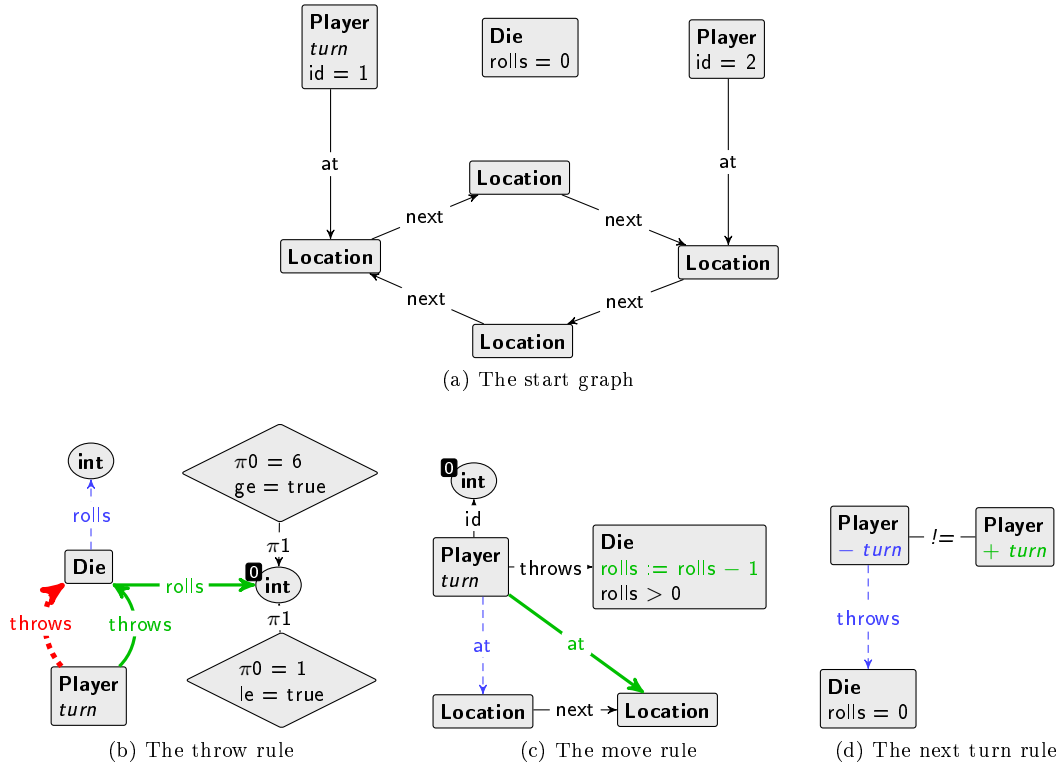 Player
turn
id = 1
Die
rolls = 0
Player
id = 2
at
at
Location
next
next
Location
Location
next
next
Location
(a) The start graph
int
π0 = 6
ge = true
rolls
π1
Die
0
int
rolls
throws
throws
π1
Player
turn
π0 = 1
le = true
(b) The throw rule
0
int
id
Player
turn
throws
Die
rolls := rolls − 1
rolls > 0
at
at
Location
next
Location
(c) The move rule
Player
− turn
!=
Player
+ turn
throws
Die
rolls = 0
(d) The next turn rule